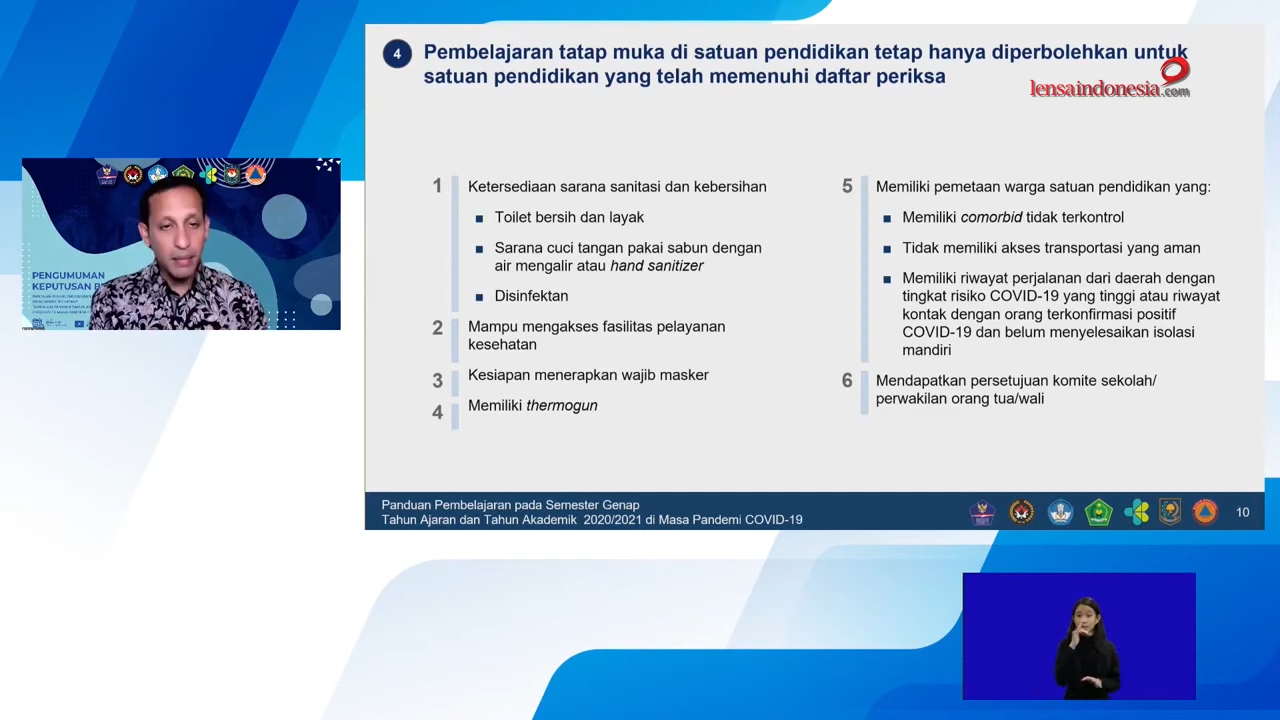 4
Pembelajaran tatap muka di satuan pendidikan tetap hanya diperbolehkan untuk
satuan pendidikan yang telah memenuhi daftar periksa
lensaindonesia.com
1
Ketersediaan sarana sanitasi dan kebersihan
Toilet bersih dan layak
Sarana cuci tangan pakai sabun dengan
air mengalir atau hand sanitizer
Disinfektan
2
Mampu mengakses fasilitas pelayanan
kesehatan
3
Kesiapan menerapkan wajib masker
4
Memiliki thermogun
5
Memiliki pemetaan warga satuan pendidikan yang:
Memiliki comorbid tidak terkontrol
Tidak memiliki akses transportasi yang aman
Memiliki riwayat perjalanan dari daerah dengan
tingkat risiko COVID-19 yang tinggi atau riwayat
kontak dengan orang terkonfirmasi positif
COVID-19 dan belum menyelesaikan isolasi
mandiri
6
Mendapatkan persetujuan komite sekolah/
perwakilan orang tua/wali
PENGUMUMAN
KEPUTUSAN
Panduan Pembelajaran pada Semester Genap
Tahun Ajaran dan Tahun Akademik 2020/2021 di Masa Pandemi COVID-19
10